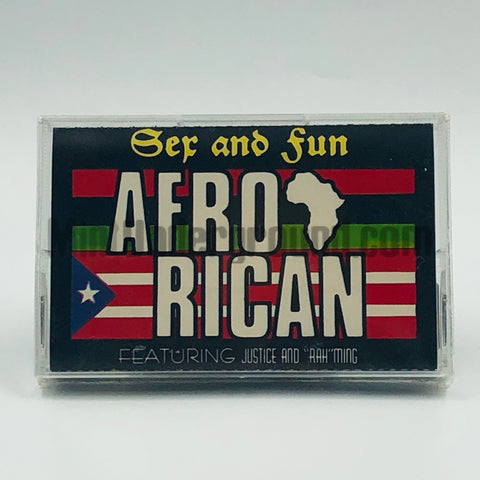 Sex and Fun
AFRO
RICAN
FEATURING JUSTICE AND "RAH"MING